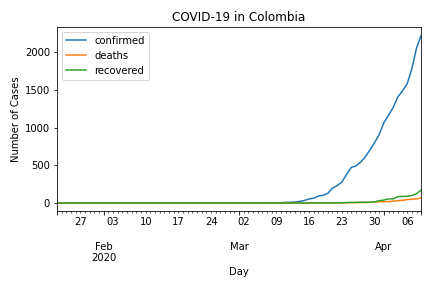 COVID-19 in Colombia
confirmed
deaths
recovered
Number of Cases
2000
1500
1000
500
0
27 03 10 17 24 02 09 16 23 30 06
Feb Mar Apr
2020
Day